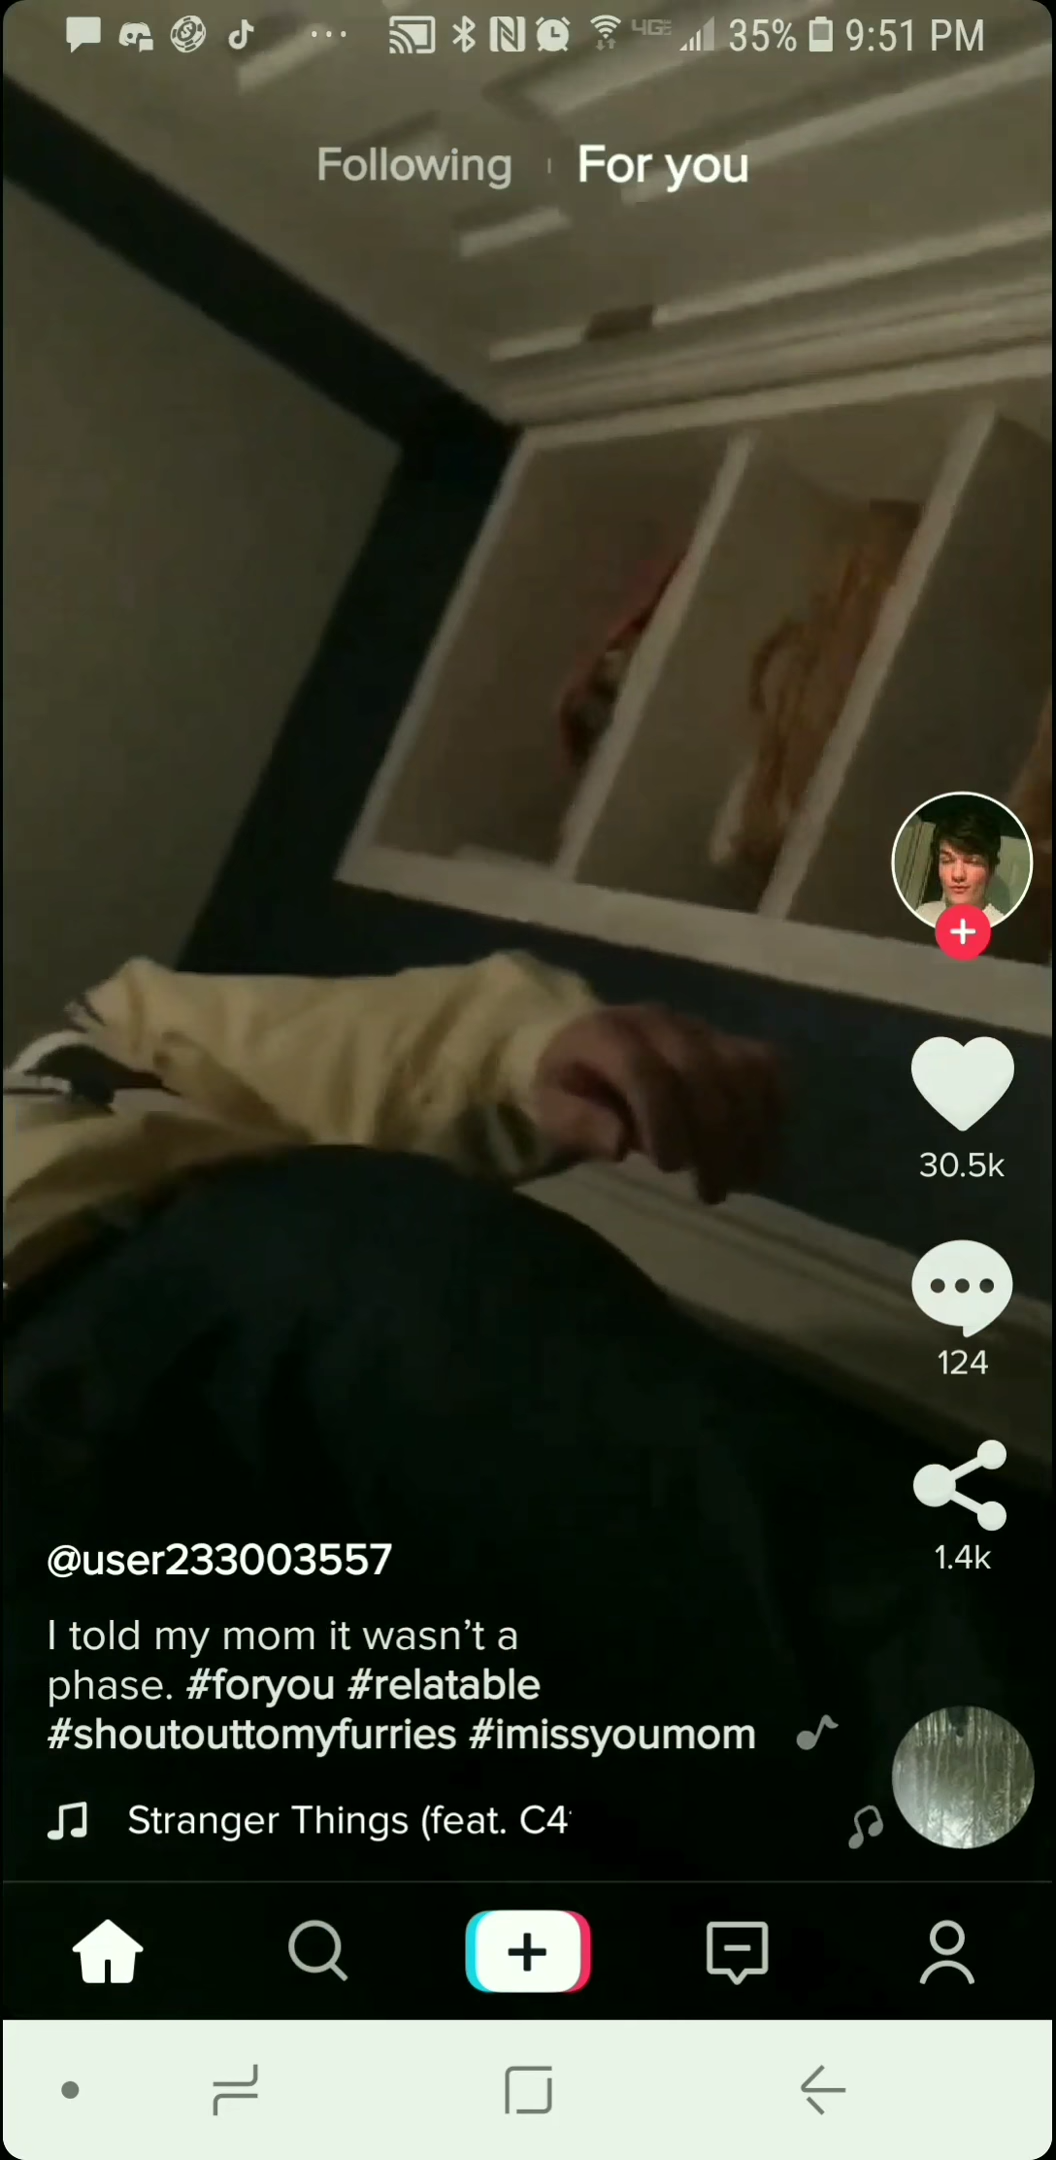 4GE 35% 9:51 PM
Following For you
30.5k
124
1.4k
@user233003557
I told my mom it wasn't a
phase. #foryou #relatable
#shoutouttomyfurries #imissyoumom
Stranger Things (feat. C4